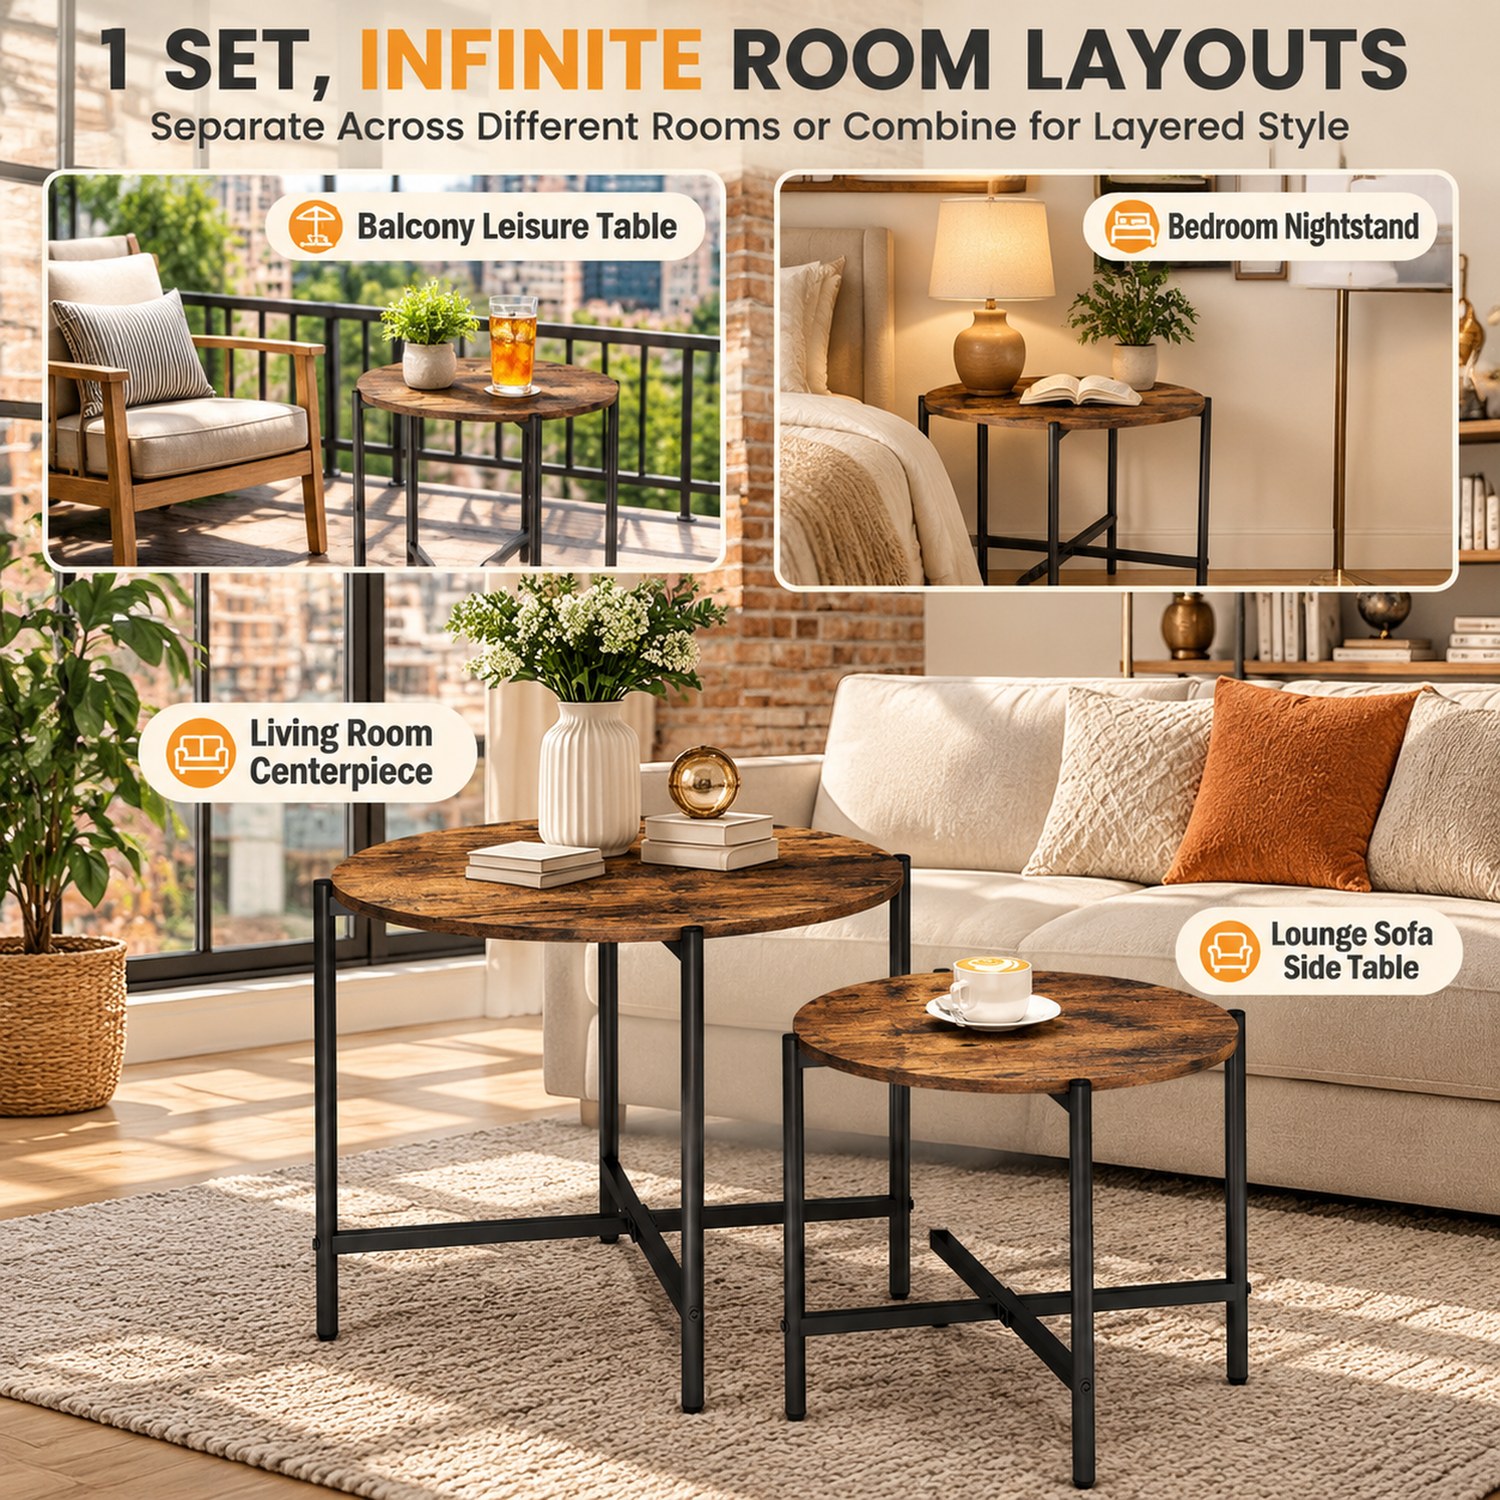 1 SET, INFINITE ROOM LAYOUTS
Separate Across Different Rooms or Combine for Layered Style
Balcony Leisure Table
Bedroom Nightstand
Living Room
Centerpiece
Lounge Sofa
Side Table